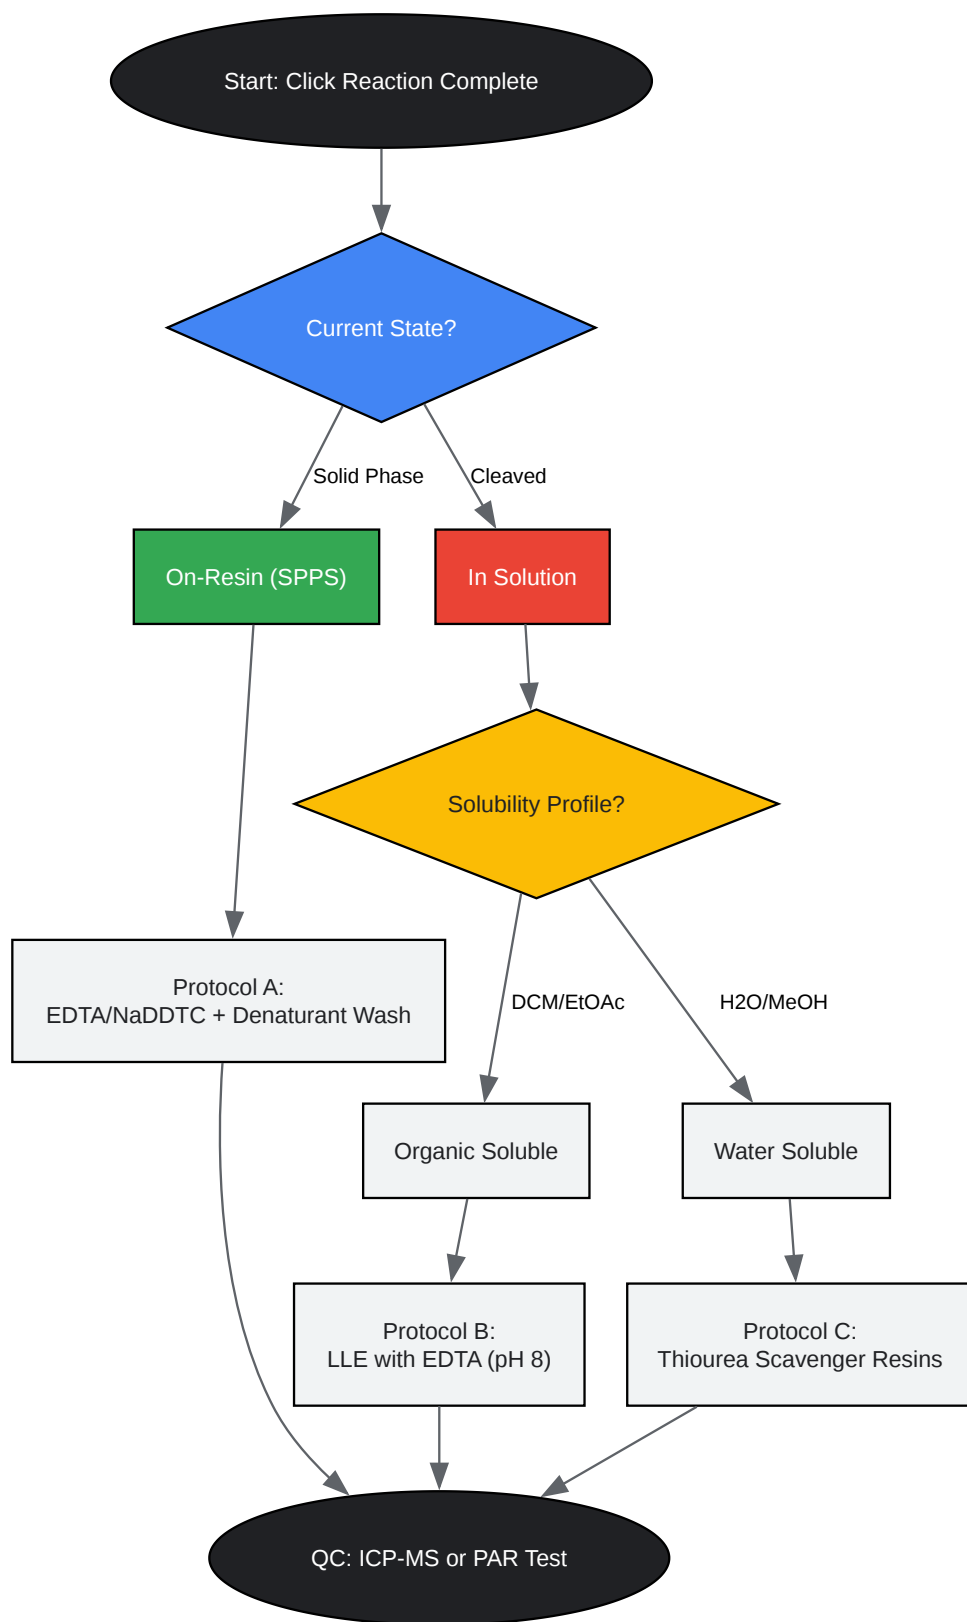 Start: Click Reaction Complete
Current State?
Solid Phase
Cleaved
On-Resin (SPPS)
In Solution
Solubility Profile?
Protocol A:
EDTA/NaDDTC + Denaturant Wash
DCM/EtOAc
H2O/MeOH
Organic Soluble
Water Soluble
Protocol B:
LLE with EDTA (pH 8)
Protocol C:
Thiourea Scavenger Resins
QC: ICP-MS or PAR Test